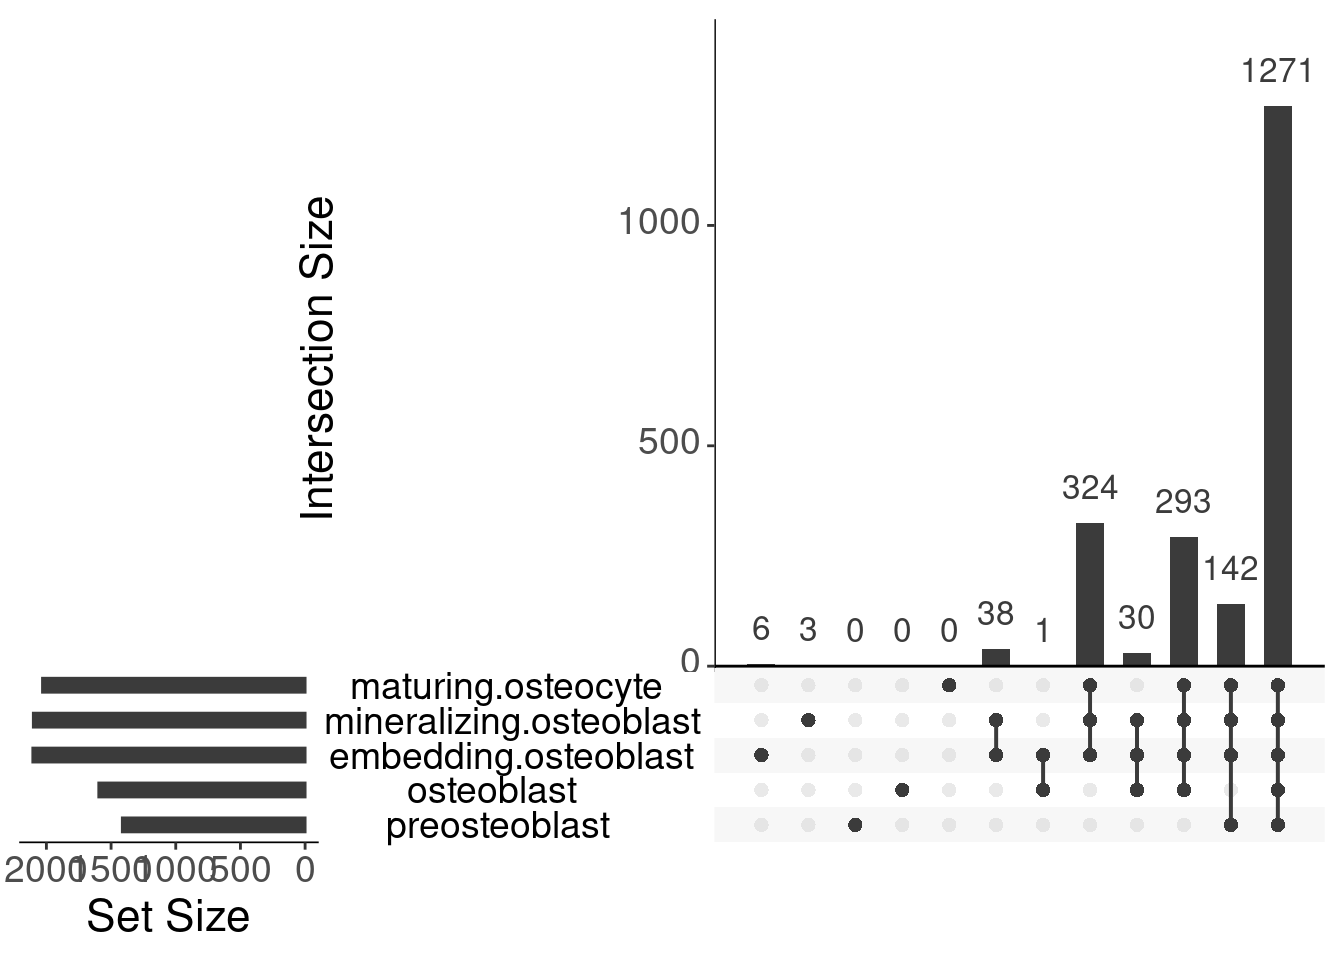 Intersection Size
1000
500
0
6 3 0 0 0 38 1 324 30 293 142 1271
maturing.osteocyte
mineralizing.osteoblast
embedding.osteoblast
osteoblast
preosteoblast
2000 1500 1000 500 0
Set Size